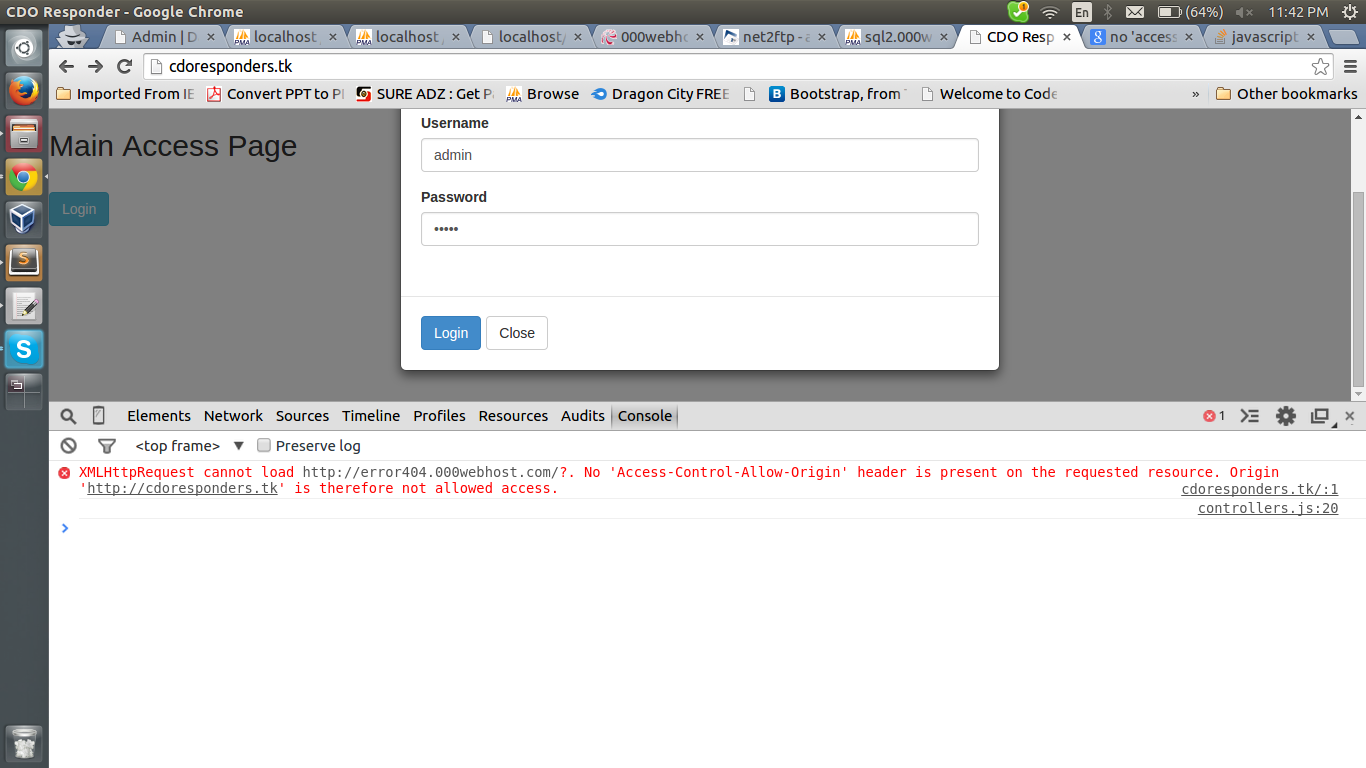 CDO Responder - Google Chrome
En (64%) 11:42 PM
Admin | D localhost localhost localhost/ 000webh net2ftp - a sql2.000w CDO Resp no 'access javascript
cdoresponders.tk
Imported From IE Convert PPT to P SURE ADZ : Get P PMA Browse Dragon City FREE B Bootstrap, from Welcome to Code » Other bookmarks
Main Access Page
Login
Username
admin
Password
•••••
Login Close
Elements Network Sources Timeline Profiles Resources Audits Console 1
<top frame> ▼ Preserve log
XMLHttpRequest cannot load http://error404.000webhost.com/?. No 'Access-Control-Allow-Origin' header is present on the requested resource. Origin
'http://cdoresponders.tk' is therefore not allowed access. cdoresponders.tk/:1
controllers.js:20